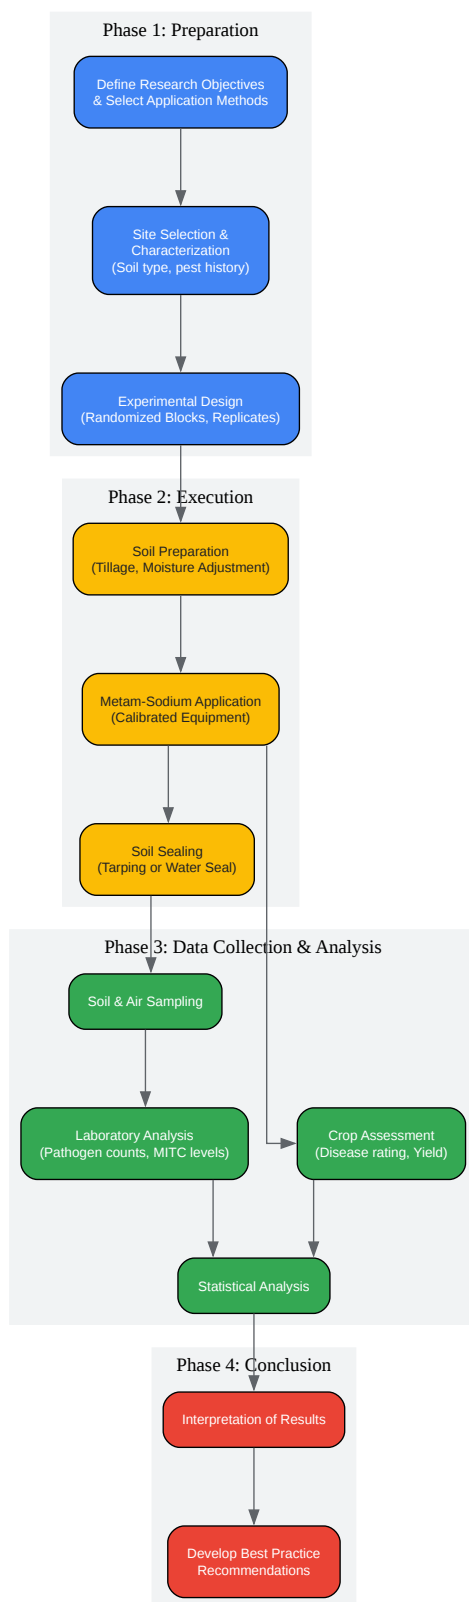 Phase 1: Preparation
Define Research Objectives
& Select Application Methods
Site Selection &
Characterization
(Soil type, pest history)
Experimental Design
(Randomized Blocks, Replicates)
Phase 2: Execution
Soil Preparation
(Tillage, Moisture Adjustment)
Metam-Sodium Application
(Calibrated Equipment)
Soil Sealing
(Tarping or Water Seal)
Phase 3: Data Collection & Analysis
Soil & Air Sampling
Laboratory Analysis
(Pathogen counts, MITC levels)
Crop Assessment
(Disease rating, Yield)
Statistical Analysis
Phase 4: Conclusion
Interpretation of Results
Develop Best Practice
Recommendations